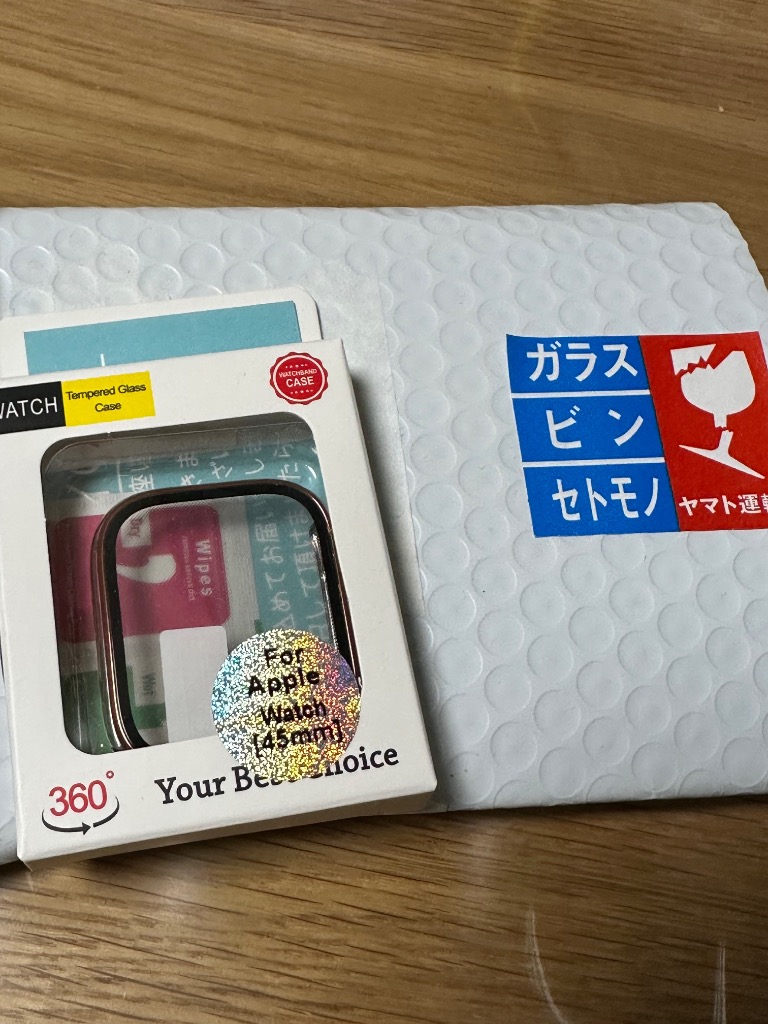 WATCH
Tempered Glass
Case
WATCHBAND
CASE
Wipes
For
Apple
Watch
[45mm]
360°
Your Best Choice
ガラス
ビン
セトモノ
ヤマト運輸